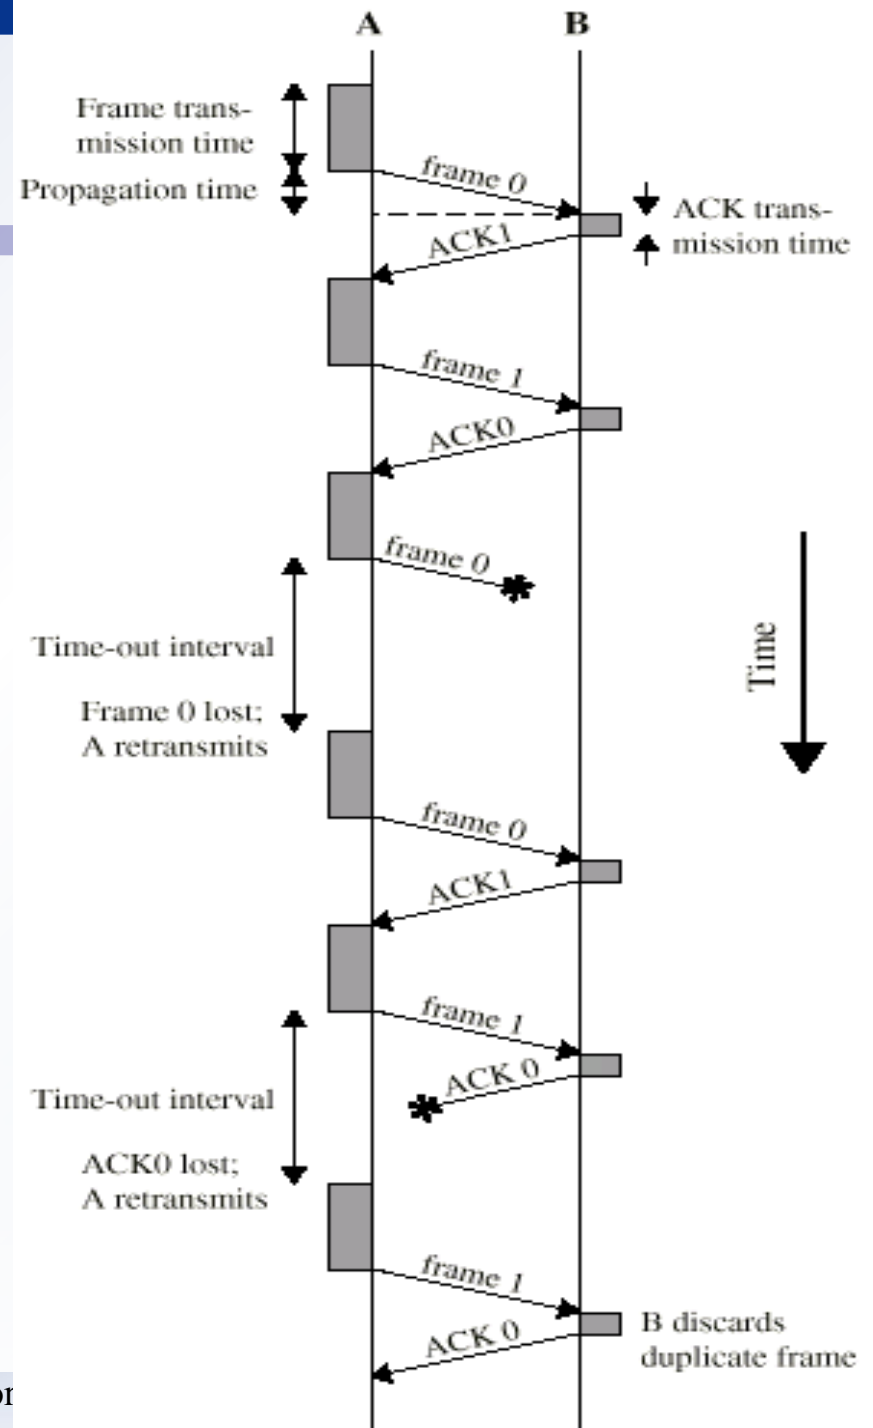 A B
Frame trans-
mission time
frame 0
Propagation time
ACK trans-
mission time
ACK1
frame 1
ACK0
frame 0
Time-out interval
Time
Frame 0 lost;
A retransmits
frame 0
ACK1
frame 1
ACK 0
Time-out interval
ACK0 lost;
A retransmits
frame 1
B discards
duplicate frame
ACK 0